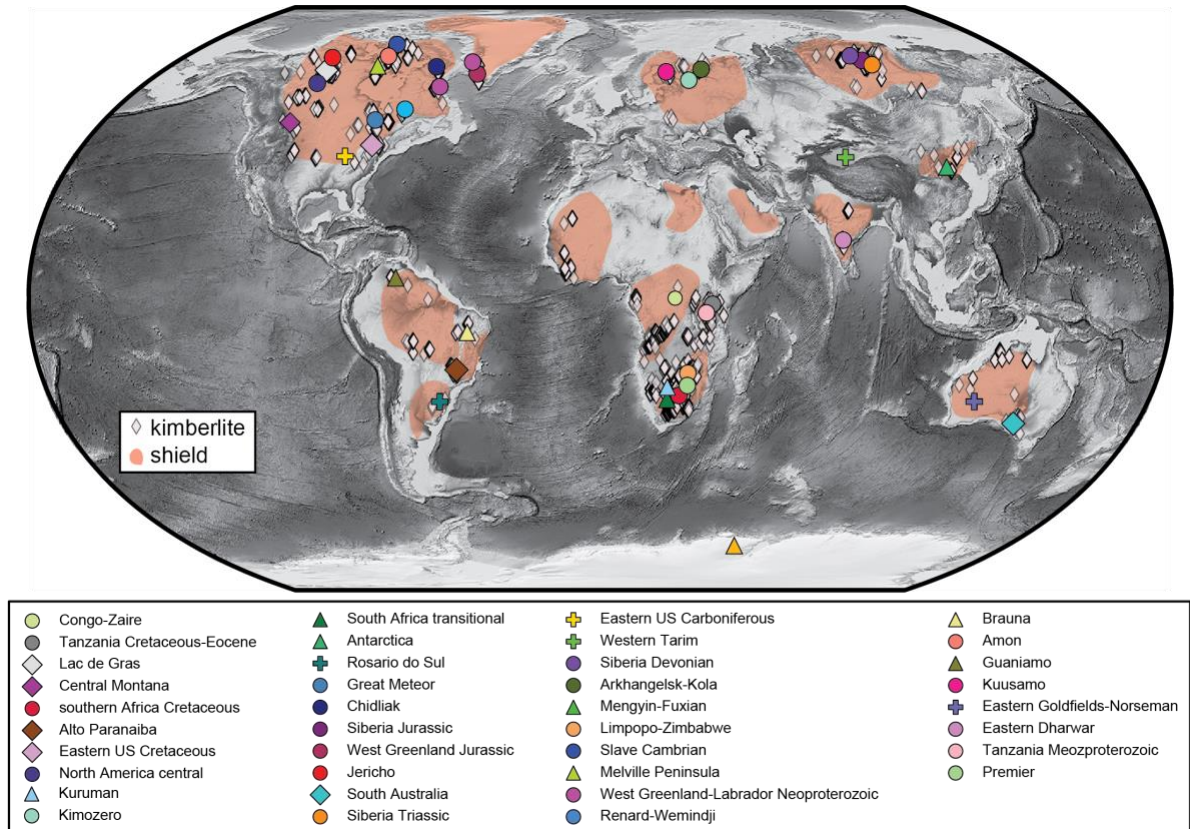 kimberlite
shield
Congo-Zaire
Tanzania Cretaceous-Eocene
Lac de Gras
Central Montana
southern Africa Cretaceous
Alto Paranaiba
Eastern US Cretaceous
North America central
Kuruman
Kimozero
South Africa transitional
Antarctica
Rosario do Sul
Great Meteor
Chidliak
Siberia Jurassic
West Greenland Jurassic
Jericho
South Australia
Siberia Triassic
Eastern US Carboniferous
Western Tarim
Siberia Devonian
Arkhangelsk-Kola
Mengyin-Fuxian
Limpopo-Zimbabwe
Slave Cambrian
Melville Peninsula
West Greenland-Labrador Neoproterozoic
Renard-Wemindji
Brauna
Amon
Guaniamo
Kuusamo
Eastern Goldfields-Norseman
Eastern Dharwar
Tanzania Meozproterozoic
Premier